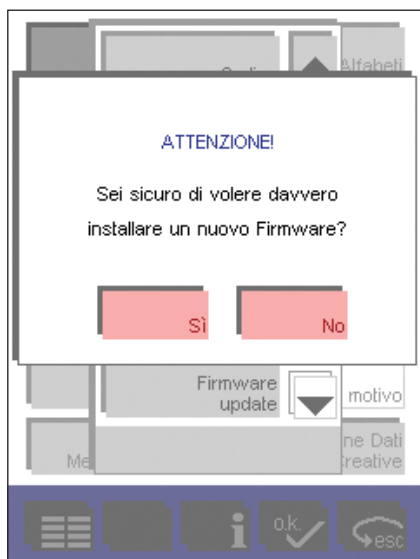 Alfabeti
ATTENZIONE!
Sei sicuro di volere davvero
installare un nuovo Firmware?
Sì
No
Firmware
update
motivo
ne Dati
Creative
o.k.
esc